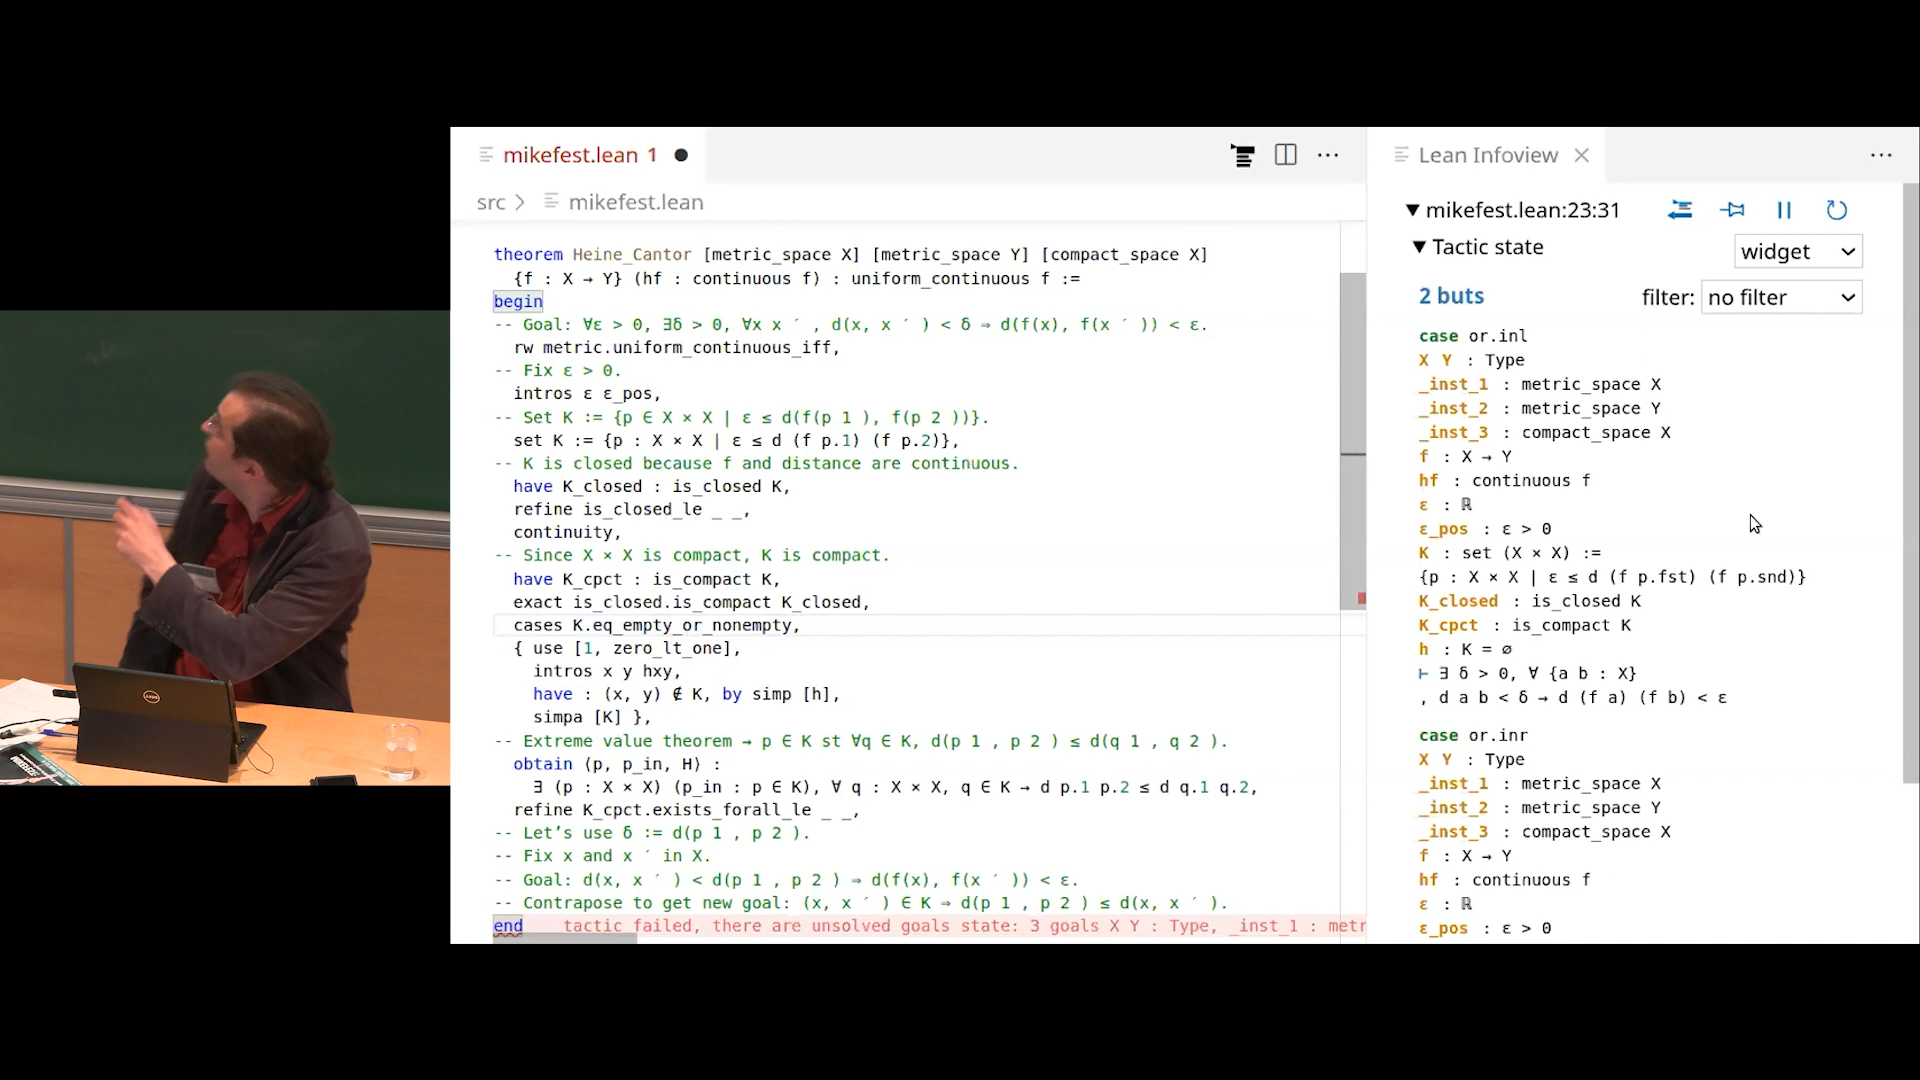 mikefest.lean 1
src > mikefest.lean
theorem Heine_Cantor [metric_space X] [metric_space Y] [compact_space X]
{f : X → Y} (hf : continuous f) : uniform_continuous f :=
begin
-- Goal: ∀ε > 0, ∃δ > 0, ∀x x ′ , d(x, x ′ ) < δ ⇒ d(f(x), f(x ′ )) < ε.
rw metric.uniform_continuous_iff,
-- Fix ε > 0.
intros ε ε_pos,
-- Set K := {p ∈ X × X | ε ≤ d(f(p 1 ), f(p 2 ))}.
set K := {p : X × X | ε ≤ d (f p.1) (f p.2)},
-- K is closed because f and distance are continuous.
have K_closed : is_closed K,
refine is_closed_le _ _,
continuity,
-- Since X × X is compact, K is compact.
have K_cpct : is_compact K,
exact is_closed.is_compact K_closed,
cases K.eq_empty_or_nonempty,
{ use [1, zero_lt_one],
intros x y hxy,
have : (x, y) ∉ K, by simp [h],
simpa [K] },
-- Extreme value theorem → p ∈ K st ∀q ∈ K, d(p 1 , p 2 ) ≤ d(q 1 , q 2 ).
obtain ⟨p, p_in, H⟩ :
∃ (p : X × X) (p_in : p ∈ K), ∀ q : X × X, q ∈ K → d p.1 p.2 ≤ d q.1 q.2,
refine K_cpct.exists_forall_le _ _,
-- Let’s use δ := d(p 1 , p 2 ).
-- Fix x and x ′ in X.
-- Goal: d(x, x ′ ) < d(p 1 , p 2 ) ⇒ d(f(x), f(x ′ )) < ε.
-- Contrapose to get new goal: (x, x ′ ) ∈ K ⇒ d(p 1 , p 2 ) ≤ d(x, x ′ ).
end tactic failed, there are unsolved goals state: 3 goals X Y : Type, _inst_1 : metr
Lean Infoview
mikefest.lean:23:31
Tactic state
widget
2 buts
filter: no filter
case or.inl
X Y : Type
_inst_1 : metric_space X
_inst_2 : metric_space Y
_inst_3 : compact_space X
f : X → Y
hf : continuous f
ε : ℝ
ε_pos : ε > 0
K : set (X × X) :=
{p : X × X | ε ≤ d (f p.fst) (f p.snd)}
K_closed : is_closed K
K_cpct : is_compact K
h : K = ∅
⊢ ∃ δ > 0, ∀ {a b : X}
, d a b < δ → d (f a) (f b) < ε
case or.inr
X Y : Type
_inst_1 : metric_space X
_inst_2 : metric_space Y
_inst_3 : compact_space X
f : X → Y
hf : continuous f
ε : ℝ
ε_pos : ε > 0
DELL